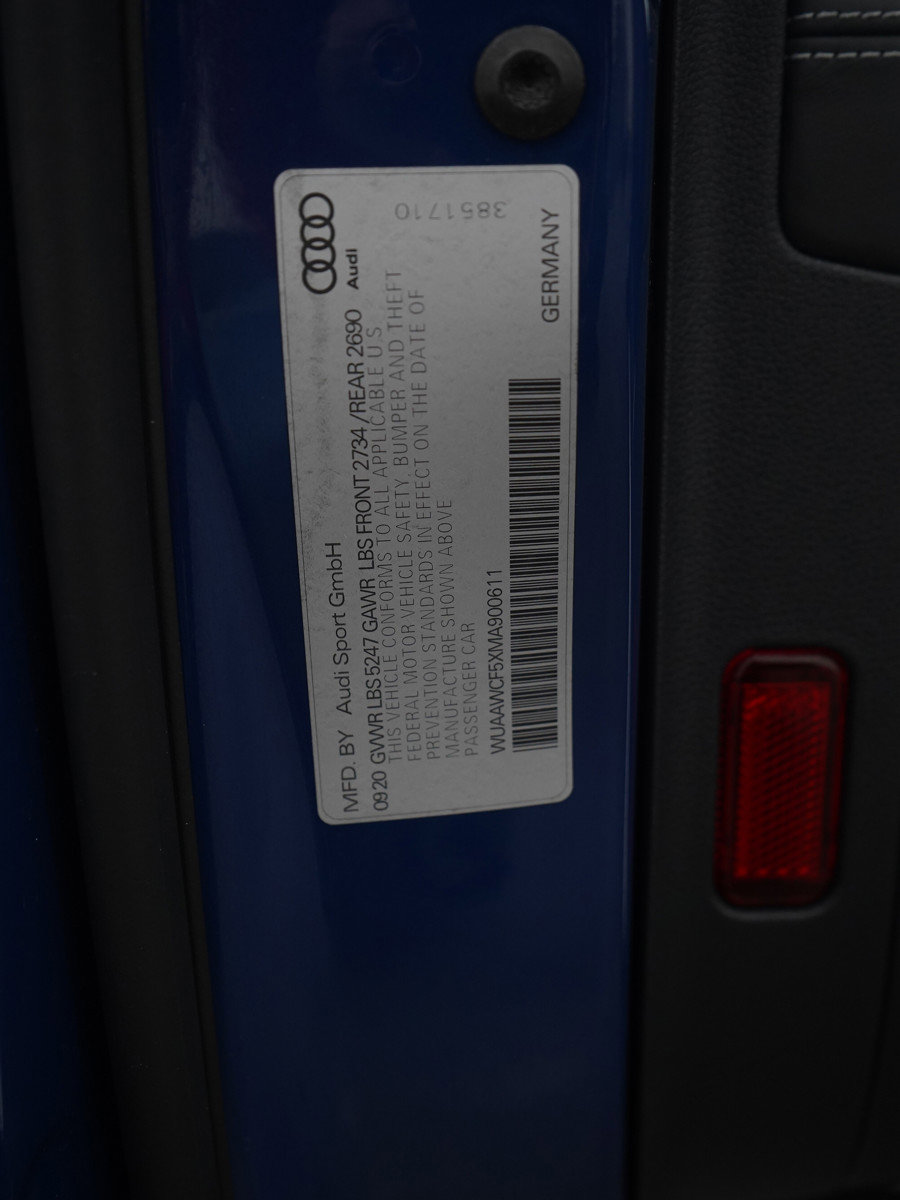 Audi
MFD. BY Audi Sport GmbH
0920 GVWR LBS 5247 GAWR LBS FRONT 2734/REAR 2690
THIS VEHICLE CONFORMS TO ALL APPLICABLE U.S.
FEDERAL MOTOR VEHICLE SAFETY, BUMPER AND THEFT
PREVENTION STANDARDS IN EFFECT ON THE DATE OF
MANUFACTURE SHOWN ABOVE
PASSENGER CAR
WUAAWCF5XMA900611
GERMANY
3851710